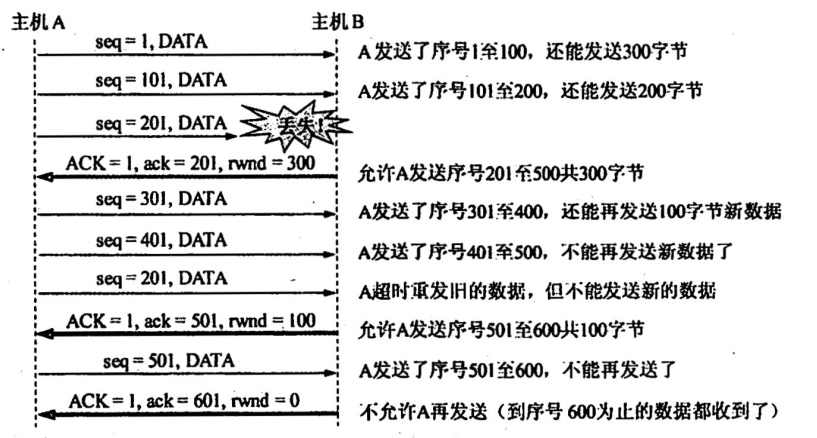 主机A 主机B
seq = 1, DATA A发送了序号1至100，还能发送300字节
seq = 101, DATA A发送了序号101至200，还能发送200字节
seq = 201, DATA 丢失!
ACK = 1, ack = 201, rwnd = 300 允许A发送序号201至500共300字节
seq = 301, DATA A发送了序号301至400，还能再发送100字节新数据
seq = 401, DATA A发送了序号401至500，不能再发送新数据了
seq = 201, DATA A超时重发旧的数据，但不能发送新的数据
ACK = 1, ack = 501, rwnd = 100 允许A发送序号501至600共100字节
seq = 501, DATA A发送了序号501至600，不能再发送了
ACK = 1, ack = 601, rwnd = 0 不允许A再发送（到序号600为止的数据都收到了）